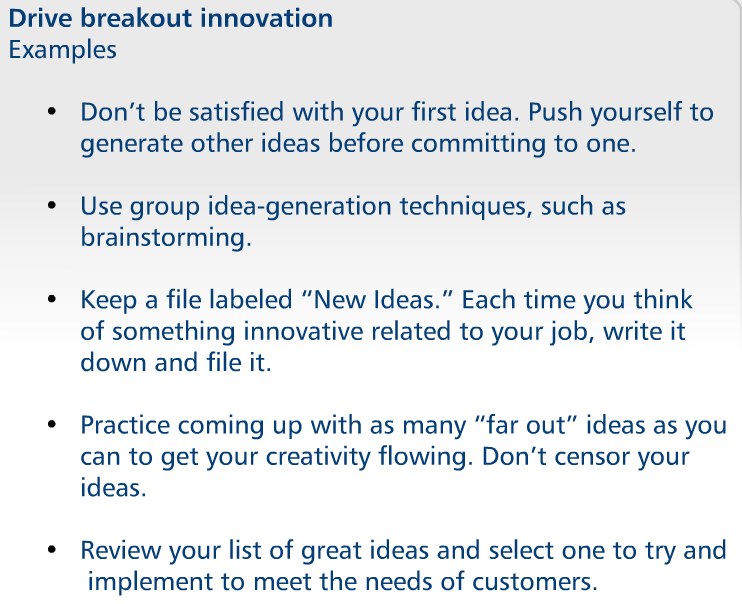 Drive breakout innovation
Examples
• Don’t be satisfied with your first idea. Push yourself to
generate other ideas before committing to one.
• Use group idea-generation techniques, such as
brainstorming.
• Keep a file labeled “New Ideas.” Each time you think
of something innovative related to your job, write it
down and file it.
• Practice coming up with as many “far out” ideas as you
can to get your creativity flowing. Don’t censor your
ideas.
• Review your list of great ideas and select one to try and
implement to meet the needs of customers.